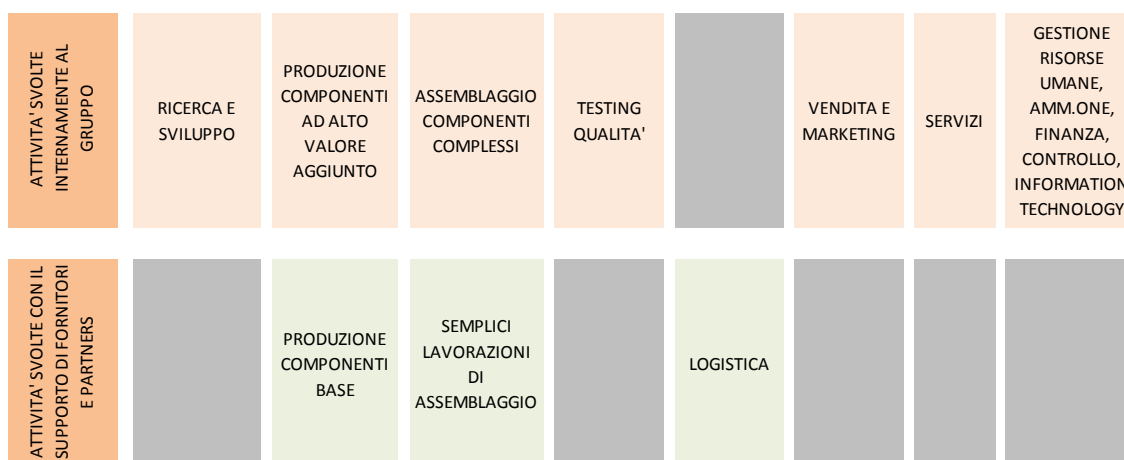 ATTIVITA' SVOLTE
INTERNAMENTE AL
GRUPPO
RICERCA E
SVILUPPO
PRODUZIONE
COMPONENTI
AD ALTO
VALORE
AGGIUNTO
ASSEMBLAGGIO
COMPONENTI
COMPLESSI
TESTING
QUALITA'
VENDITA E
MARKETING
SERVIZI
GESTIONE
RISORSE
UMANE,
AMM.ONE,
FINANZA,
CONTROLLO,
INFORMATION
TECHNOLOGY
ATTIVITA' SVOLTE CON IL
SUPPORTO DI FORNITORI
E PARTNERS
PRODUZIONE
COMPONENTI
BASE
SEMPLICI
LAVORAZIONI
DI
ASSEMBLAGGIO
LOGISTICA